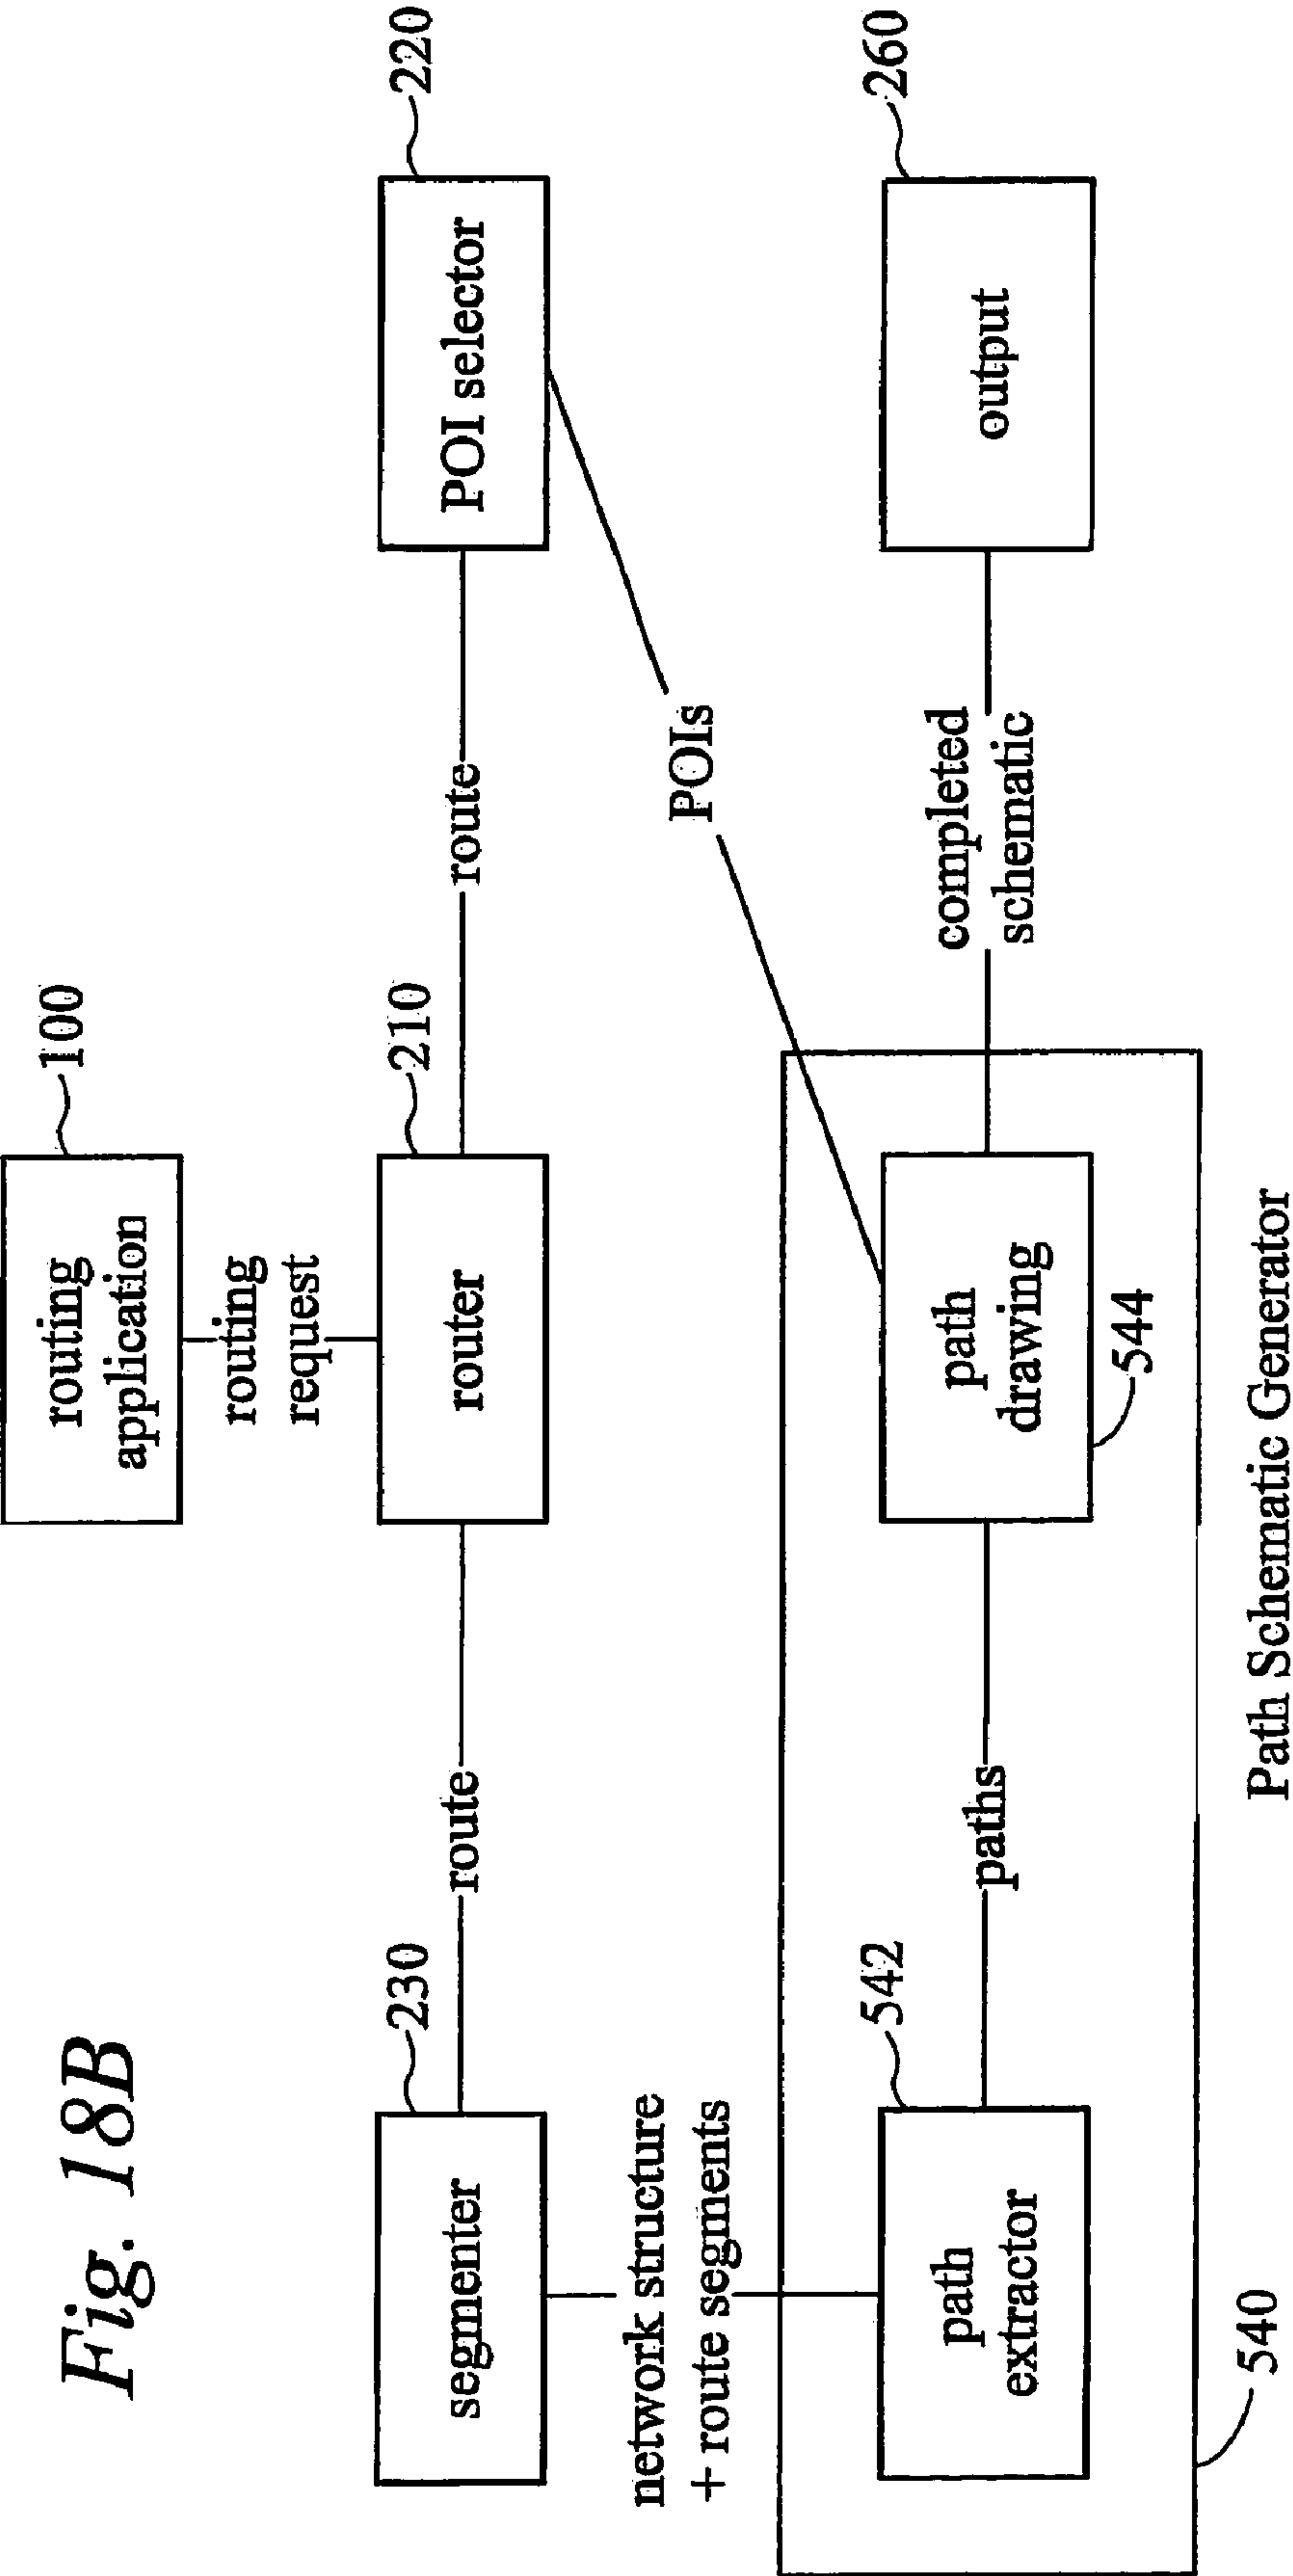 Fig. 18B
routing
application
100
routing
request
segmenter
230
route
router
210
route
POI selector
220
network structure
+ route segments
POIs
path
extractor
542
paths
path
drawing
544
completed
schematic
output
260
540
Path Schematic Generator